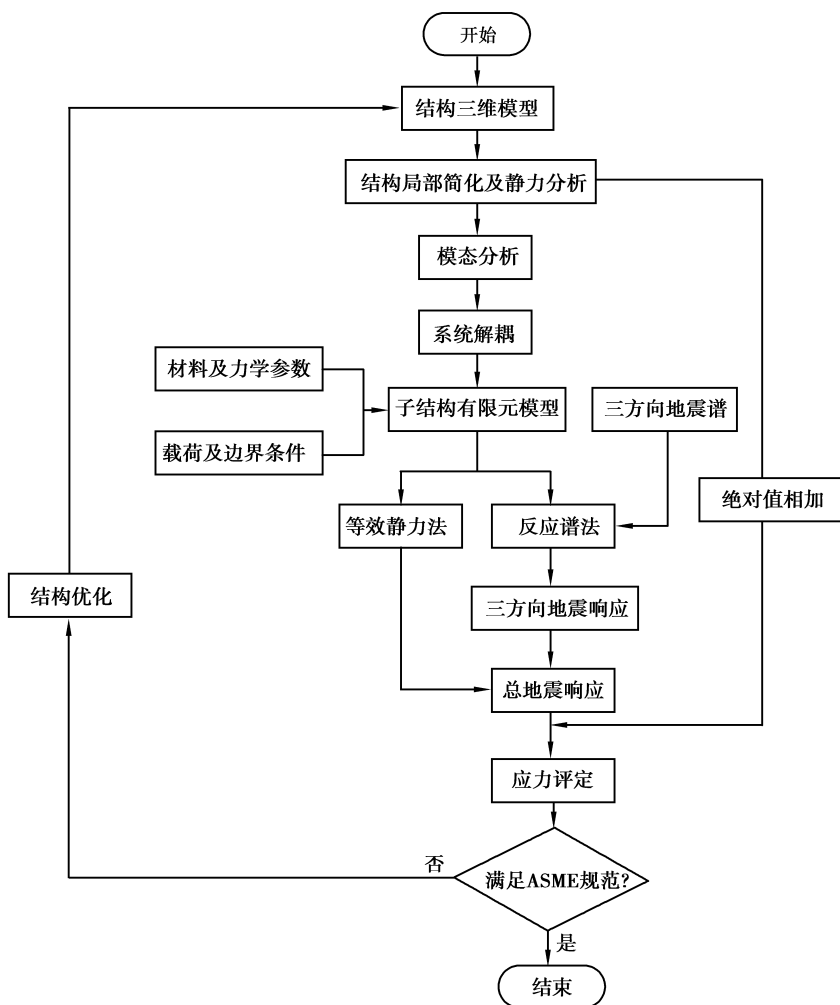 开始
结构三维模型
结构局部简化及静力分析
模态分析
系统解耦
材料及力学参数
子结构有限元模型
三方向地震谱
载荷及边界条件
绝对值相加
等效静力法
反应谱法
结构优化
三方向地震响应
总地震响应
应力评定
否
满足ASME规范?
是
结束